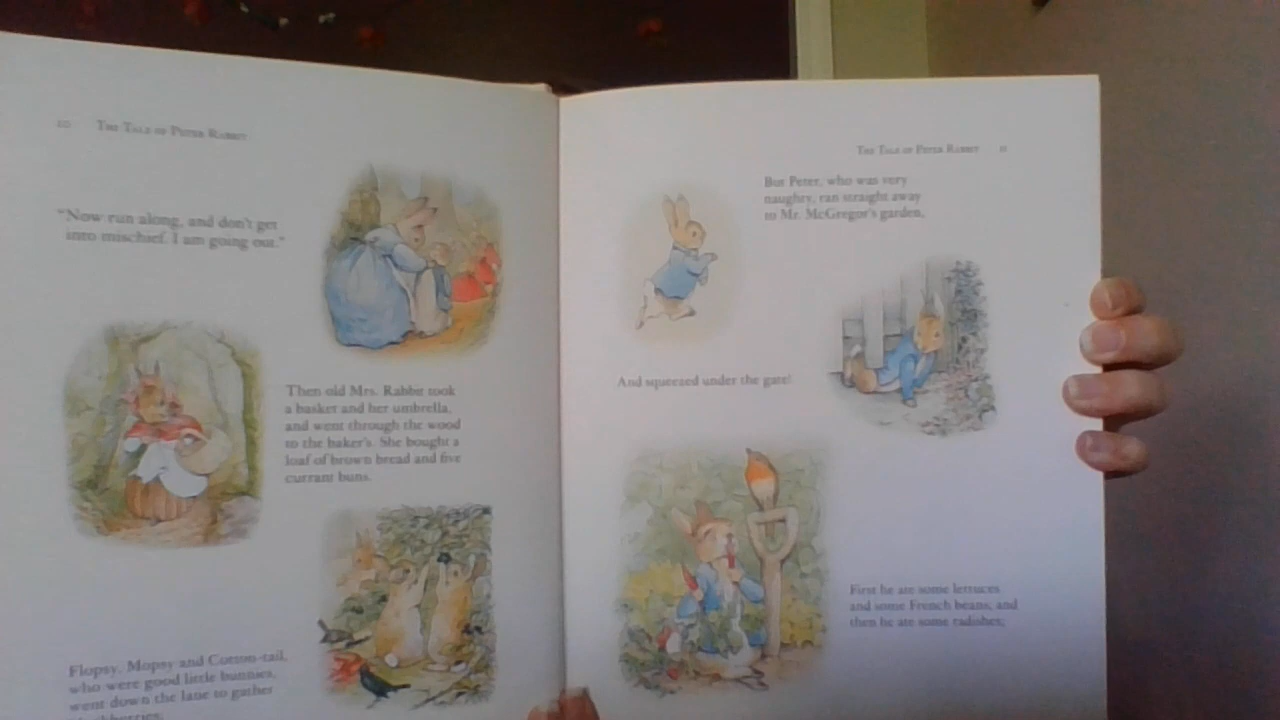 10 THE TALE OF PETER RABBIT
"Now run along, and don't get
into mischief. I am going out."
Then old Mrs. Rabbit took
a basket and her umbrella,
and went through the wood
to the baker's. She bought a
loaf of brown bread and five
currant buns.
Flopsy, Mopsy and Cotton-tail,
who were good little bunnies,
went down the lane to gather
blackberries;
THE TALE OF PETER RABBIT 11
But Peter, who was very
naughty, ran straight away
to Mr. McGregor's garden,
And squeezed under the gate!
First he ate some lettuces
and some French beans, and
then he ate some radishes;